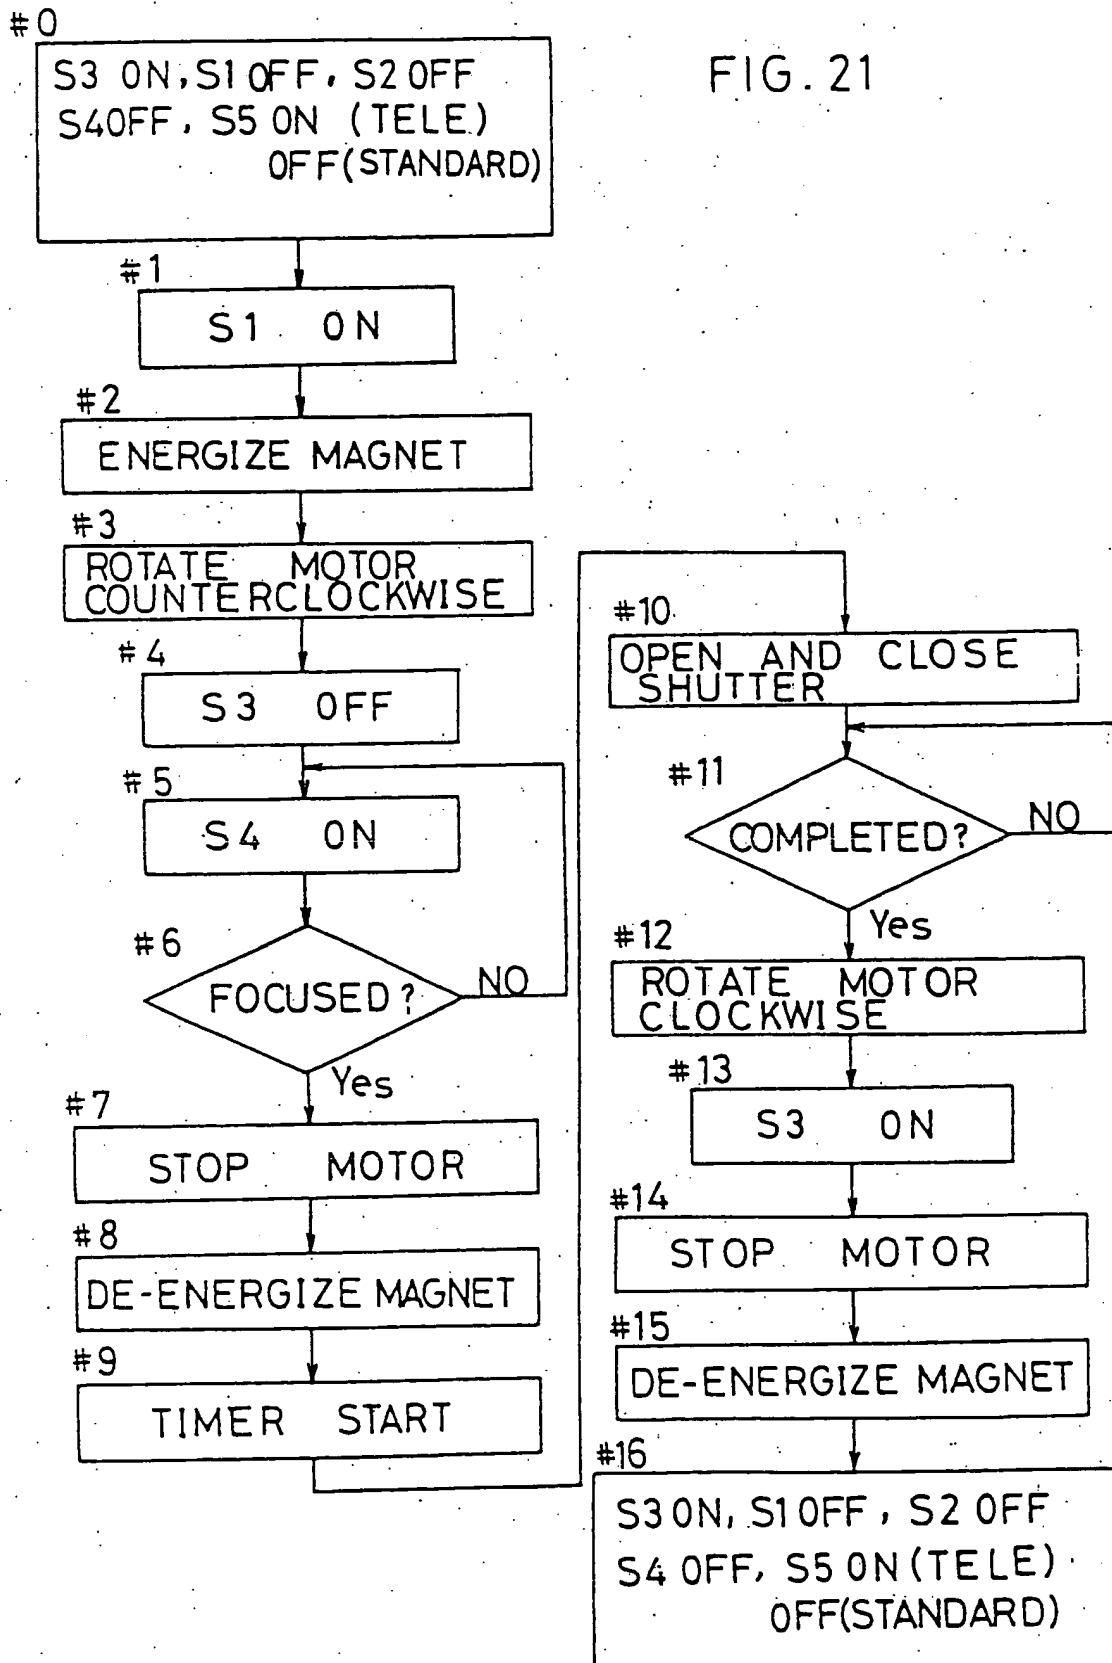 #0
S3 ON, S1 OFF, S2 OFF
S4 OFF, S5 ON (TELE)
OFF(STANDARD)
FIG. 21
#1
S1 ON
#2
ENERGIZE MAGNET
#3
ROTATE MOTOR
COUNTERCLOCKWISE
#4
S3 OFF
#5
S4 ON
#6
FOCUSED?
NO
Yes
#7
STOP MOTOR
#8
DE-ENERGIZE MAGNET
#9
TIMER START
#10
OPEN AND CLOSE
SHUTTER
#11
COMPLETED?
NO
Yes
#12
ROTATE MOTOR
CLOCKWISE
#13
S3 ON
#14
STOP MOTOR
#15
DE-ENERGIZE MAGNET
#16
S3 ON, S1 OFF, S2 OFF
S4 OFF, S5 ON (TELE)
OFF(STANDARD)